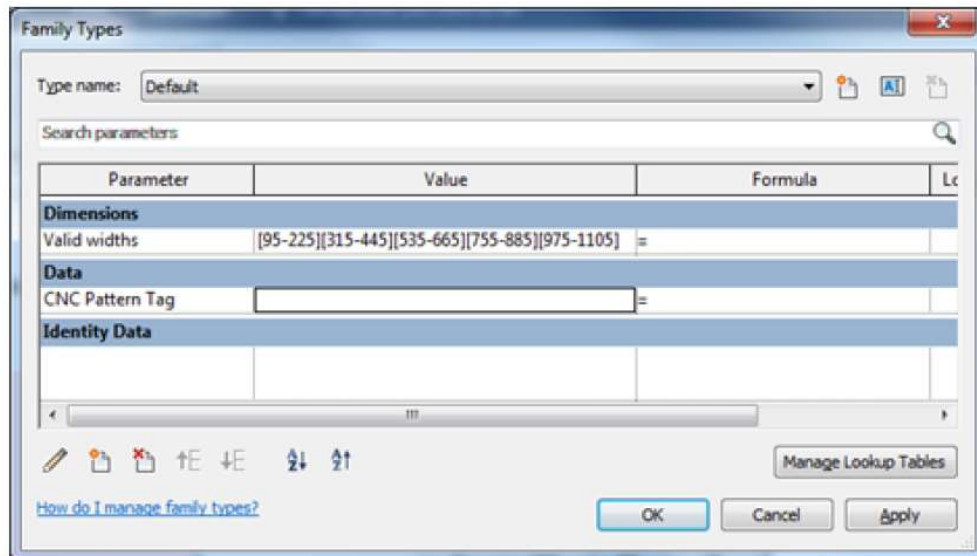 Family Types
Type name: Default
Search parameters
Parameter Value Formula Lo
Dimensions
Valid widths [95-225][315-445][535-665][755-885][975-1105] =
Data
CNC Pattern Tag =
Identity Data
Manage Lookup Tables
How do I manage family types? OK Cancel Apply